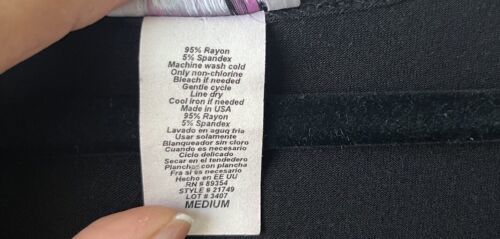 95% Rayon
5% Spandex
Machine wash cold
Only non-chlorine
Bleach if needed
Gentle cycle
Line dry
Cool iron if needed
Made in USA
95% Rayon
5% Spandex
Lavado en aguq fria
Usar solamente
Blanqueador sin cloro
Cuando es necesario
Ciclo delicado
Secar en el tendedero
Planchar con plancha
Fra si es necesario
Hecho en EE UU
RN # 89354
STYLE # 21749
LOT # 3407
MEDIUM